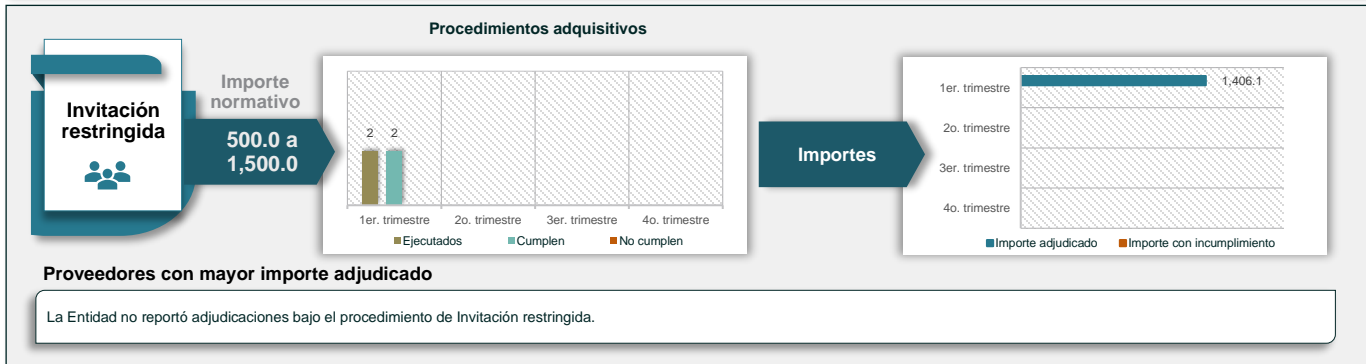 Procedimientos adquisitivos
Invitación
restringida
Importe
normativo
500.0 a
1,500.0
2
2
1er. trimestre
2o. trimestre
3er. trimestre
4o. trimestre
Ejecutados
Cumplen
No cumplen
Importes
1er. trimestre
1,406.1
2o. trimestre
3er. trimestre
4o. trimestre
Importe adjudicado
Importe con incumplimiento
Proveedores con mayor importe adjudicado
La Entidad no reportó adjudicaciones bajo el procedimiento de Invitación restringida.